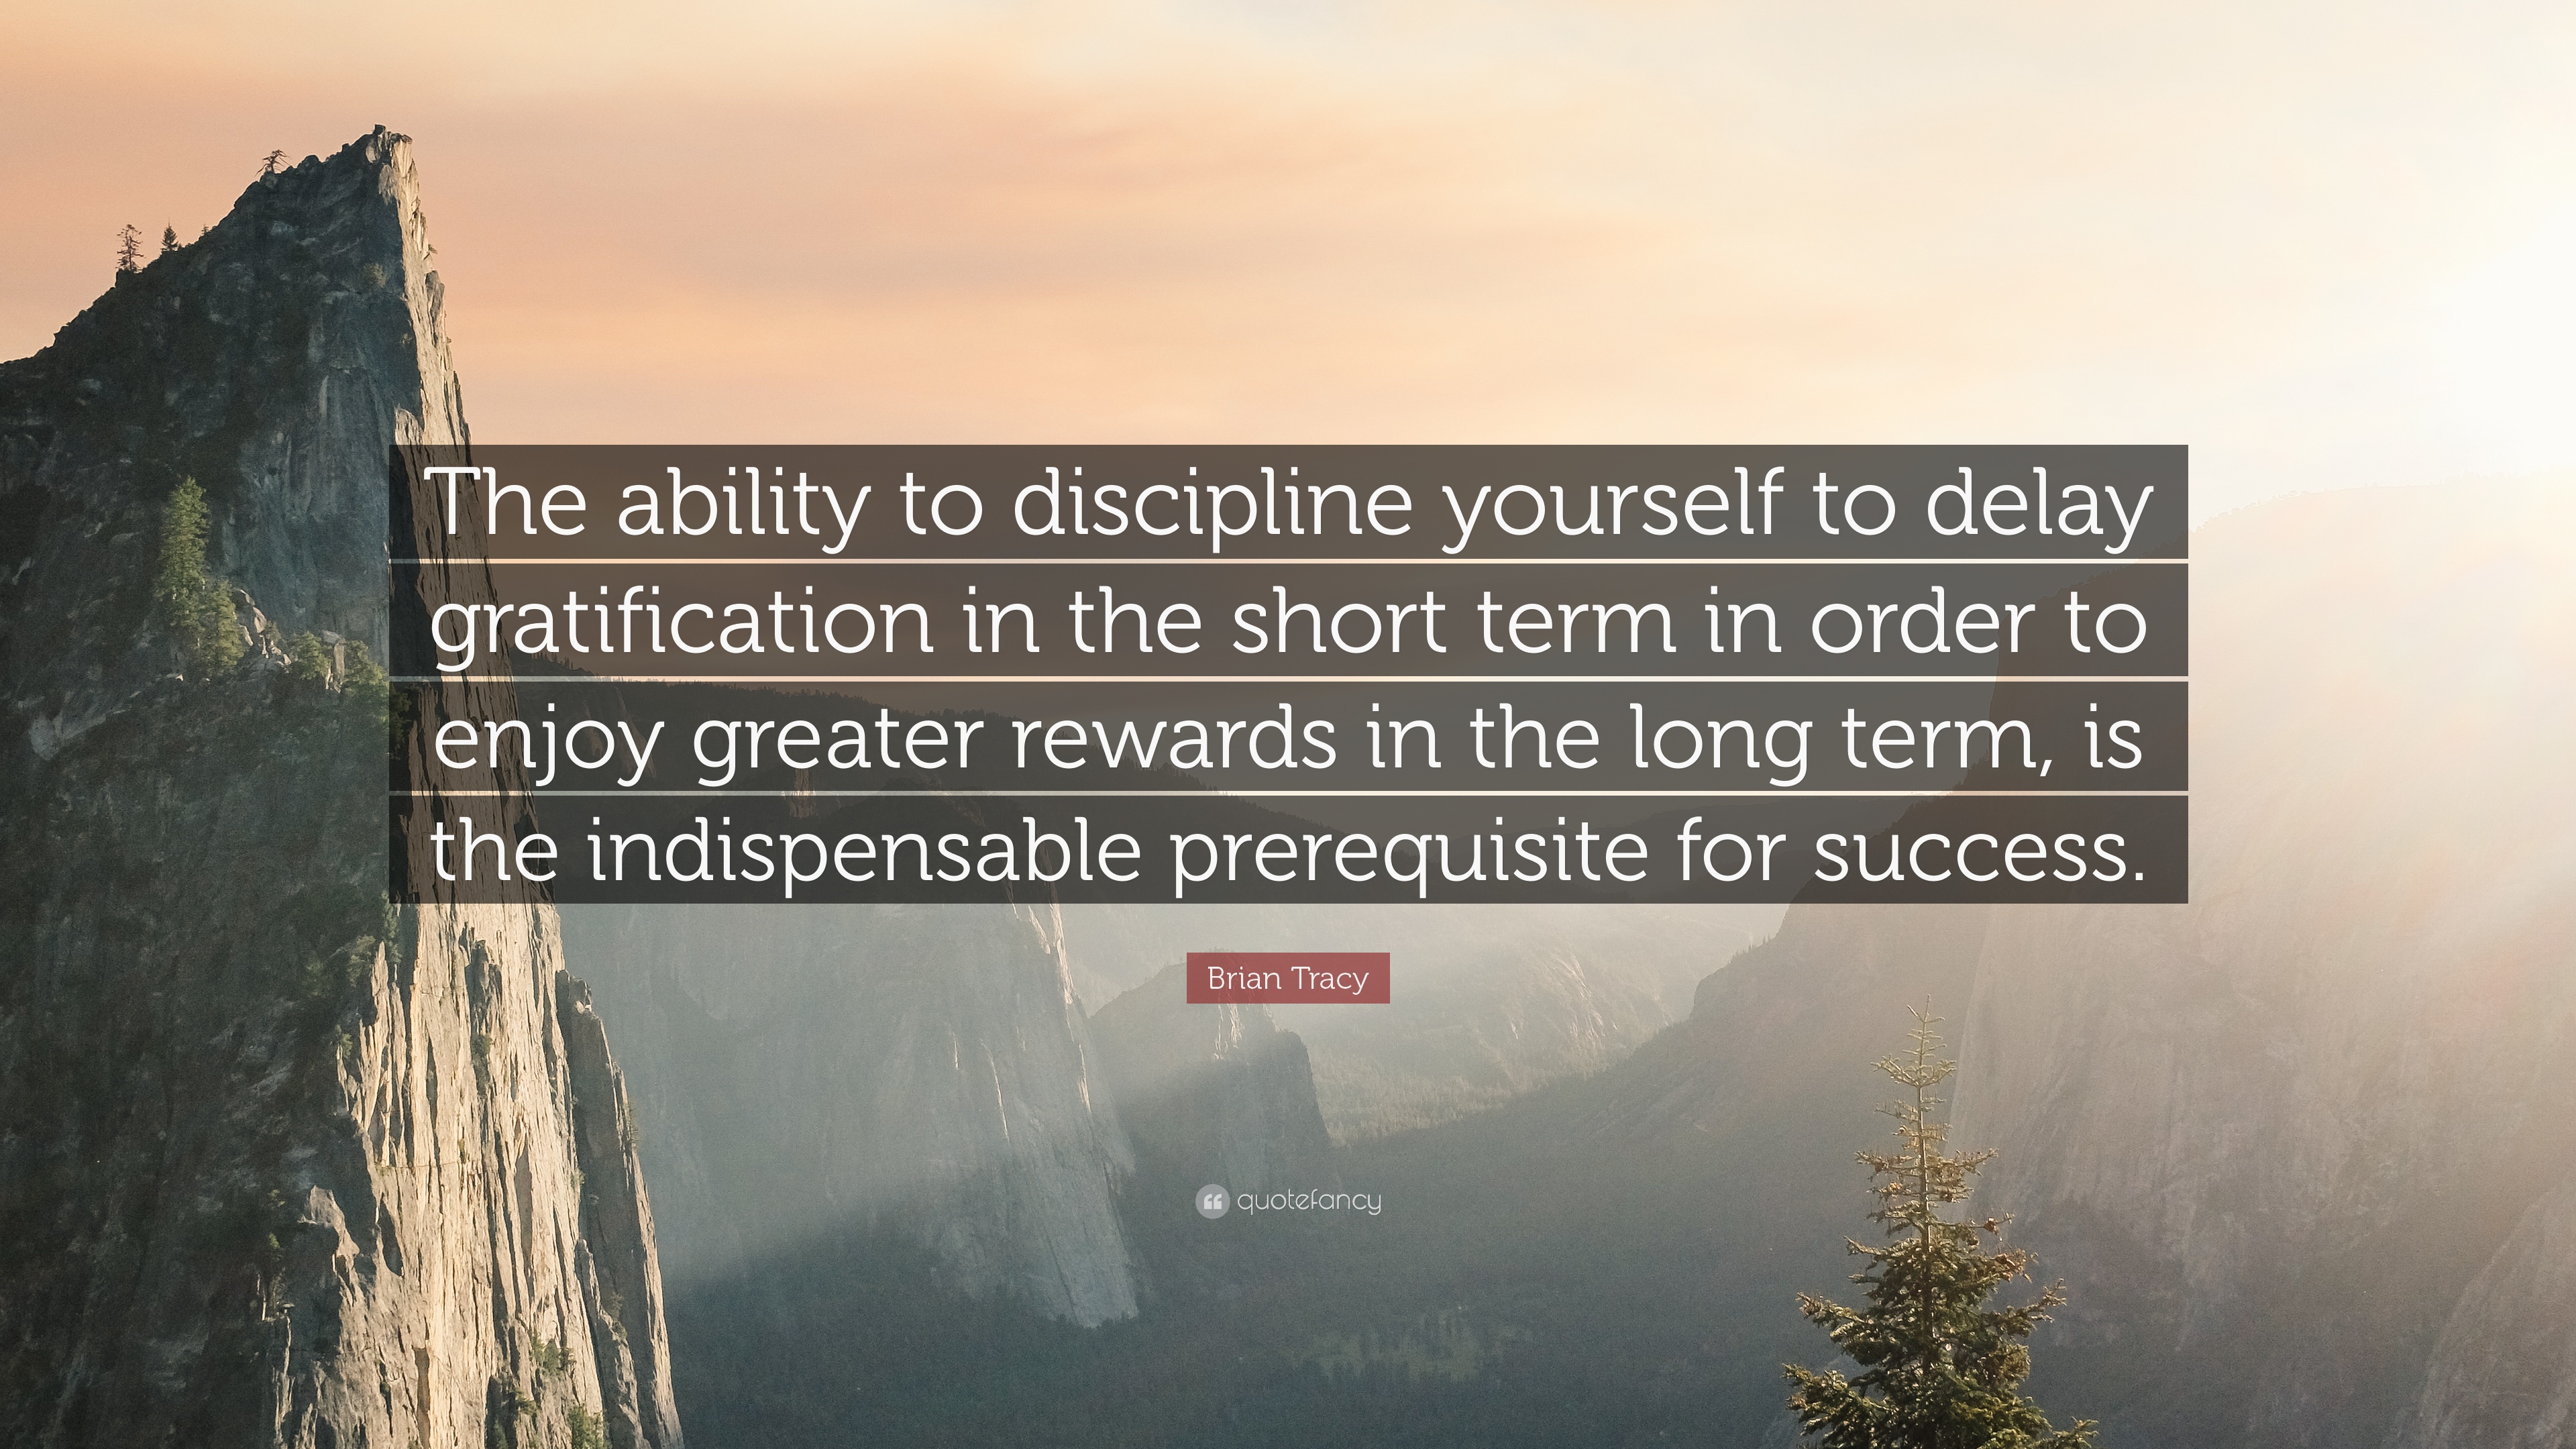 The ability to discipline yourself to delay
gratification in the short term in order to
enjoy greater rewards in the long term, is
the indispensable prerequisite for success.
Brian Tracy
quotefancy